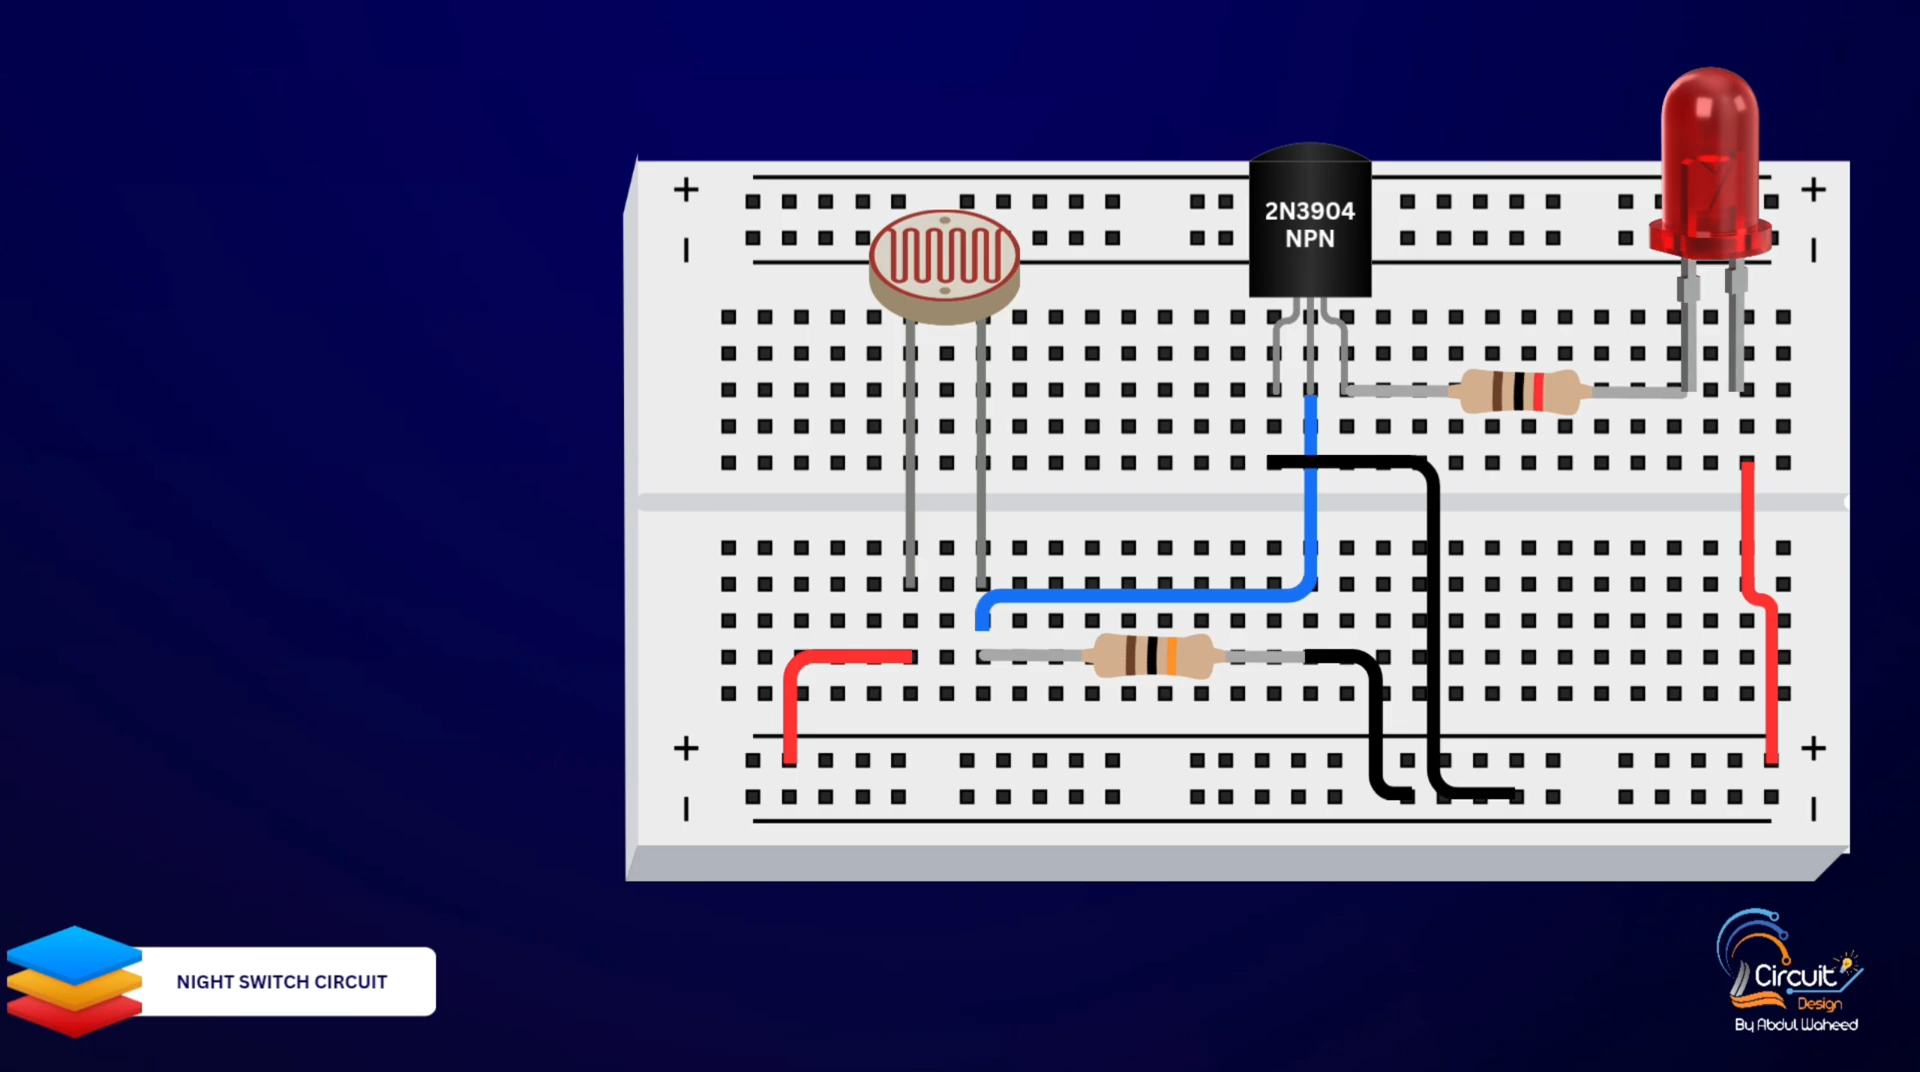 +
+
2N3904
NPN
|
|
+
+
|
|
NIGHT SWITCH CIRCUIT
Circuit
Design
By Abdul Waheed